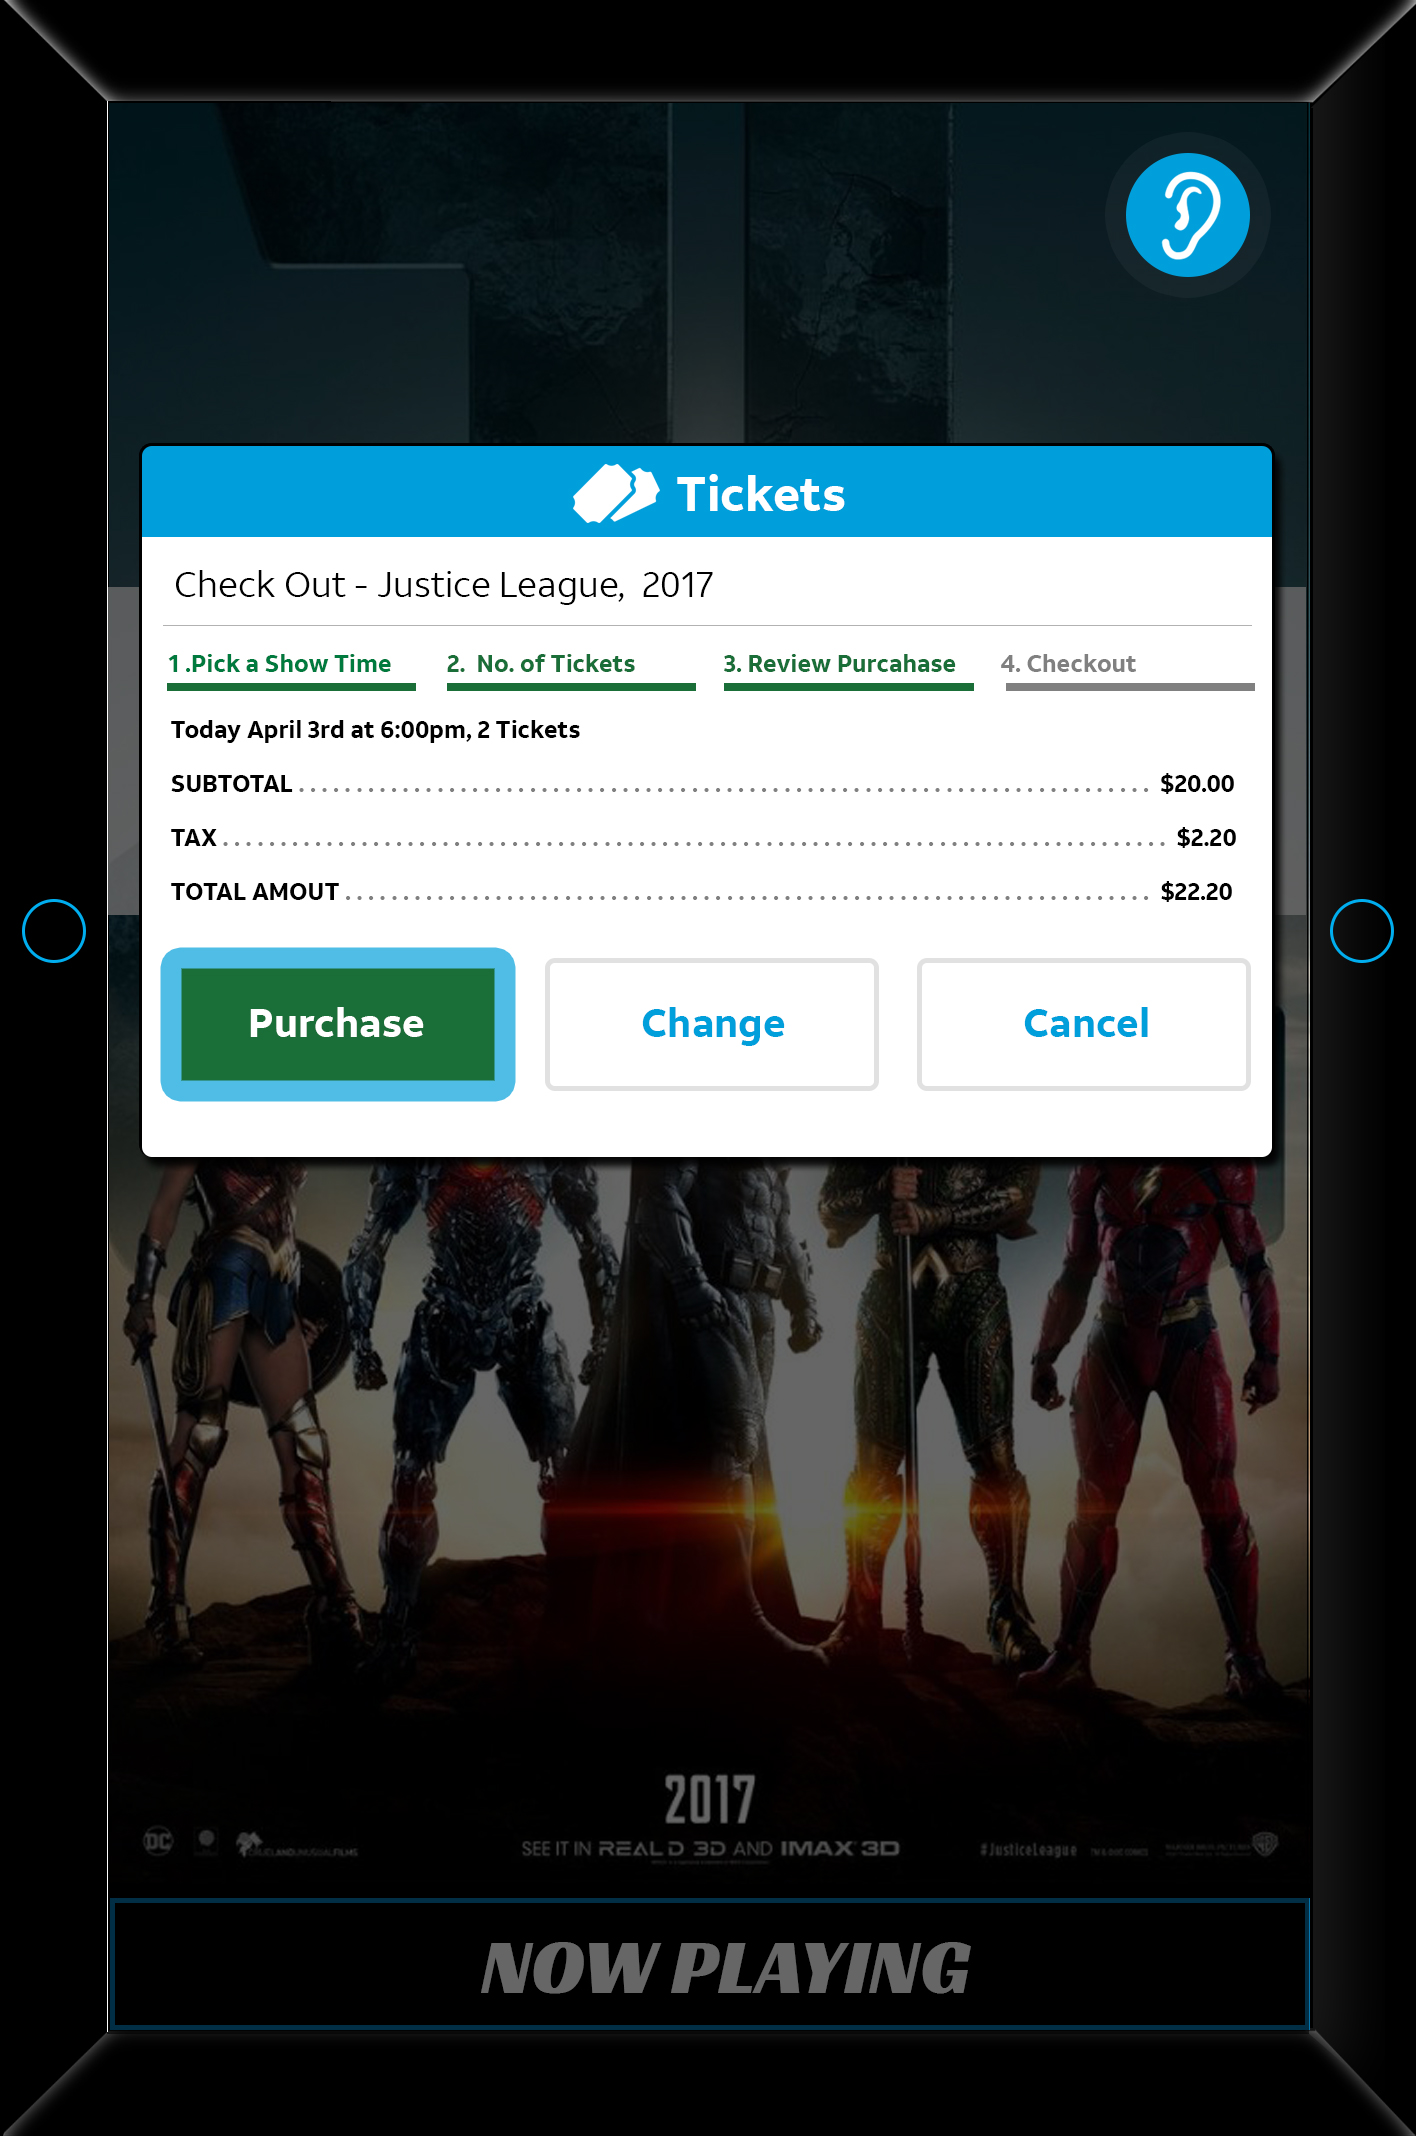 Tickets
Check Out - Justice League, 2017
1 .Pick a Show Time
2. No. of Tickets
3. Review Purcahase
4. Checkout
Today April 3rd at 6:00pm, 2 Tickets
SUBTOTAL $20.00
TAX $2.20
TOTAL AMOUT $22.20
Purchase
Change
Cancel
2017
DC
SEE IT IN REAL D 3D AND IMAX 3D
#JusticeLeague
NOW PLAYING